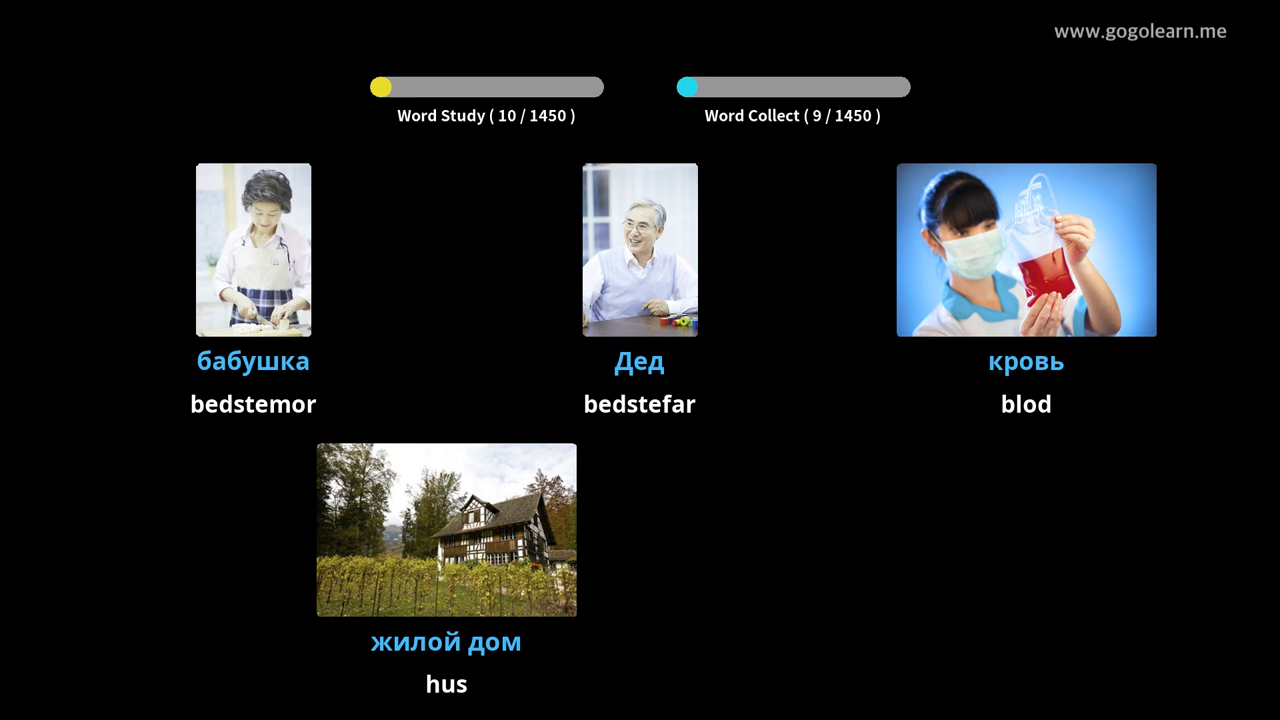 www.gogolearn.me
Word Study ( 10 / 1450 )
Word Collect ( 9 / 1450 )
бабушка
bedstemor
Дед
bedstefar
кровь
blod
жилой дом
hus